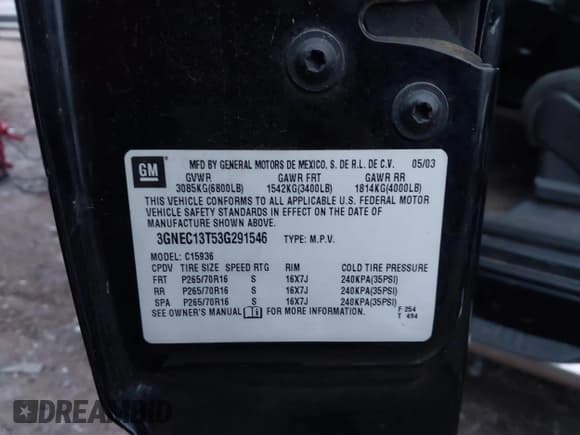 GM
MFD BY GENERAL MOTORS DE MEXICO, S. DE R.L. DE C.V. 05/03
GVWR GAWR FRT GAWR RR
3085KG(6800LB) 1542KG(3400LB) 1814KG(4000LB)
THIS VEHICLE CONFORMS TO ALL APPLICABLE U.S. FEDERAL MOTOR
VEHICLE SAFETY STANDARDS IN EFFECT ON THE DATE OF
MANUFACTURE SHOWN ABOVE.
3GNEC13T53G291546 TYPE: M.P.V.
MODEL: C15936
CPDV TIRE SIZE SPEED RTG RIM COLD TIRE PRESSURE
FRT P265/70R16 S 16X7J 240KPA(35PSI)
RR P265/70R16 S 16X7J 240KPA(35PSI)
SPA P265/70R16 S 16X7J 240KPA(35PSI)
SEE OWNER'S MANUAL FOR MORE INFORMATION. F 254
T 494
DREAMBID